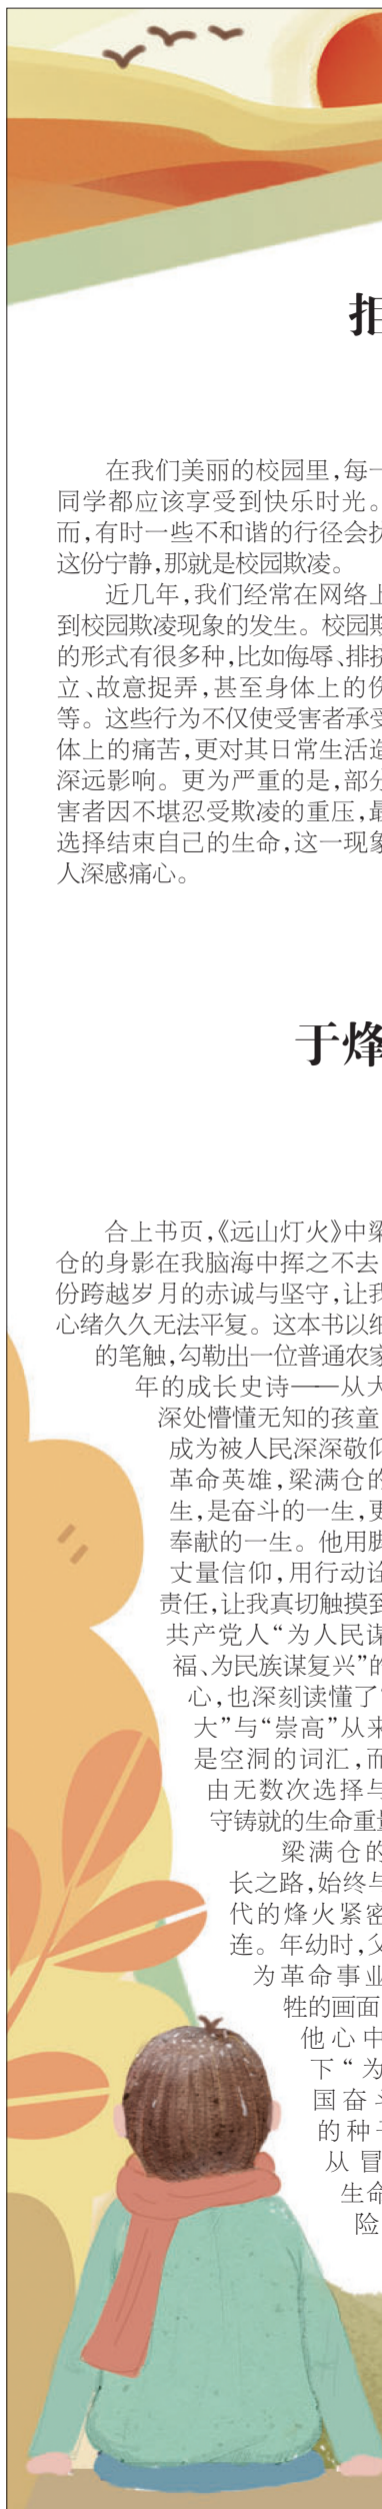 在我们美丽的校园里,每一
同学都应该享受到快乐时光。
而,有时一些不和谐的行径会扰
这份宁静,那就是校园欺凌。
近几年,我们经常在网络上
到校园欺凌现象的发生。校园欺
的形式有很多种,比如侮辱、排挤
立、故意捉弄,甚至身体上的伤
等。这些行为不仅使受害者承受
体上的痛苦,更对其日常生活造
深远影响。更为严重的是,部分
害者因不堪忍受欺凌的重压,最
选择结束自己的生命,这一现象
人深感痛心。
于烽
合上书页,《远山灯火》中梁
仓的身影在我脑海中挥之不去
份跨越岁月的赤诚与坚守,让我
心绪久久无法平复。这本书以细
的笔触,勾勒出一位普通农家
年的成长史诗——从大
深处懵懂无知的孩童
成为被人民深深敬仰
革命英雄,梁满仓的
生,是奋斗的一生,更
奉献的一生。他用脚
丈量信仰,用行动诠
责任,让我真切触摸到
共产党人“为人民谋
福、为民族谋复兴”的
心,也深刻读懂了“
大”与“崇高”从来
是空洞的词汇,而
由无数次选择与
守铸就的生命重量
梁满仓的
长之路,始终与
代的烽火紧密
连。年幼时,父
为革命事业
牲的画面
他心中
下“为
国奋斗
的种子
从冒
生命
险